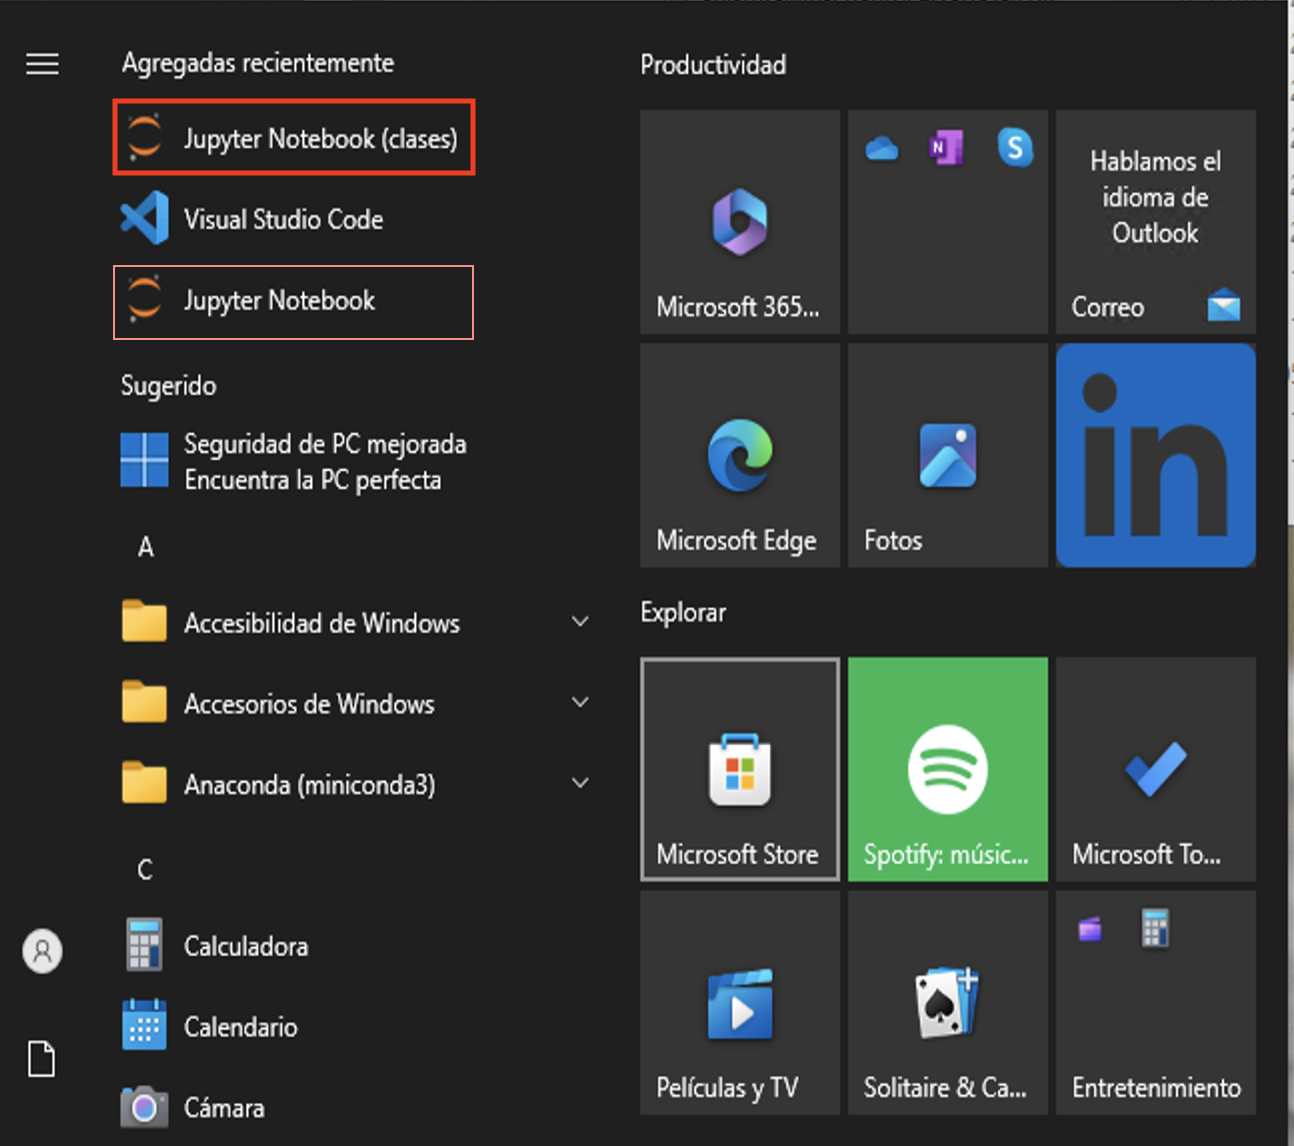 Agregadas recientemente
Jupyter Notebook (clases)
Visual Studio Code
Jupyter Notebook
Sugerido
Seguridad de PC mejorada
Encuentra la PC perfecta
A
Accesibilidad de Windows
Accesorios de Windows
Anaconda (miniconda3)
C
Calculadora
Calendario
Cámara
Productividad
Microsoft 365...
N
S
Hablamos el
idioma de
Outlook
Correo
Microsoft Edge
Fotos
in
Explorar
Microsoft Store
Spotify: músic...
Microsoft To...
Películas y TV
Solitaire & Ca...
Entretenimiento